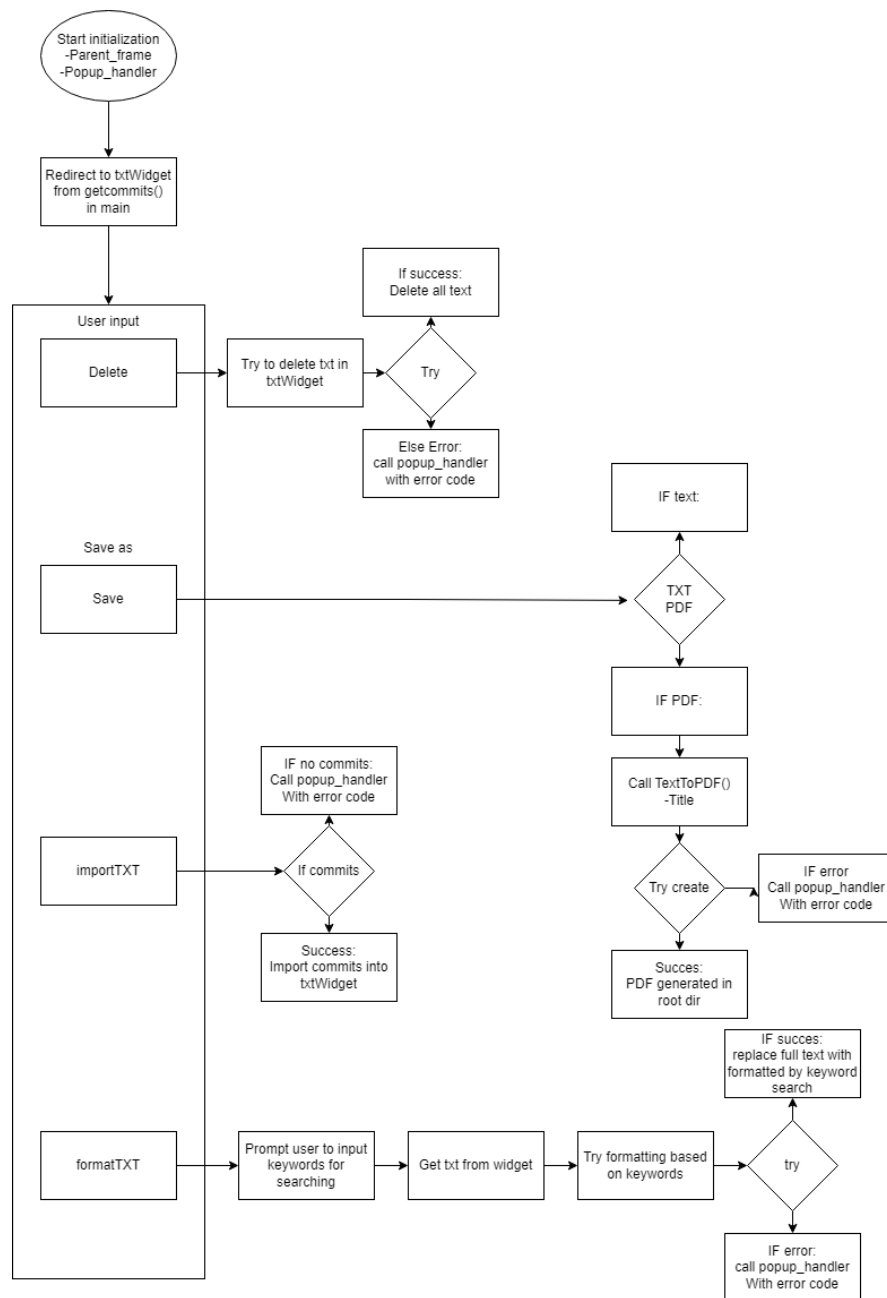 Start initialization
-Parent_frame
-Popup_handler
Redirect to txtWidget
from getcommits()
in main
User input
Delete
Try to delete txt in
txtWidget
Try
If success:
Delete all text
Else Error:
call popup_handler
with error code
Save as
Save
TXT
PDF
IF text:
IF PDF:
Call TextToPDF()
-Title
Try create
IF error
Call popup_handler
With error code
Succes:
PDF generated in
root dir
importTXT
If commits
IF no commits:
Call popup_handler
With error code
Success:
Import commits into
txtWidget
formatTXT
Prompt user to input
keywords for
searching
Get txt from widget
Try formatting based
on keywords
try
IF succes:
replace full text with
formatted by keyword
search
IF error:
call popup_handler
With error code